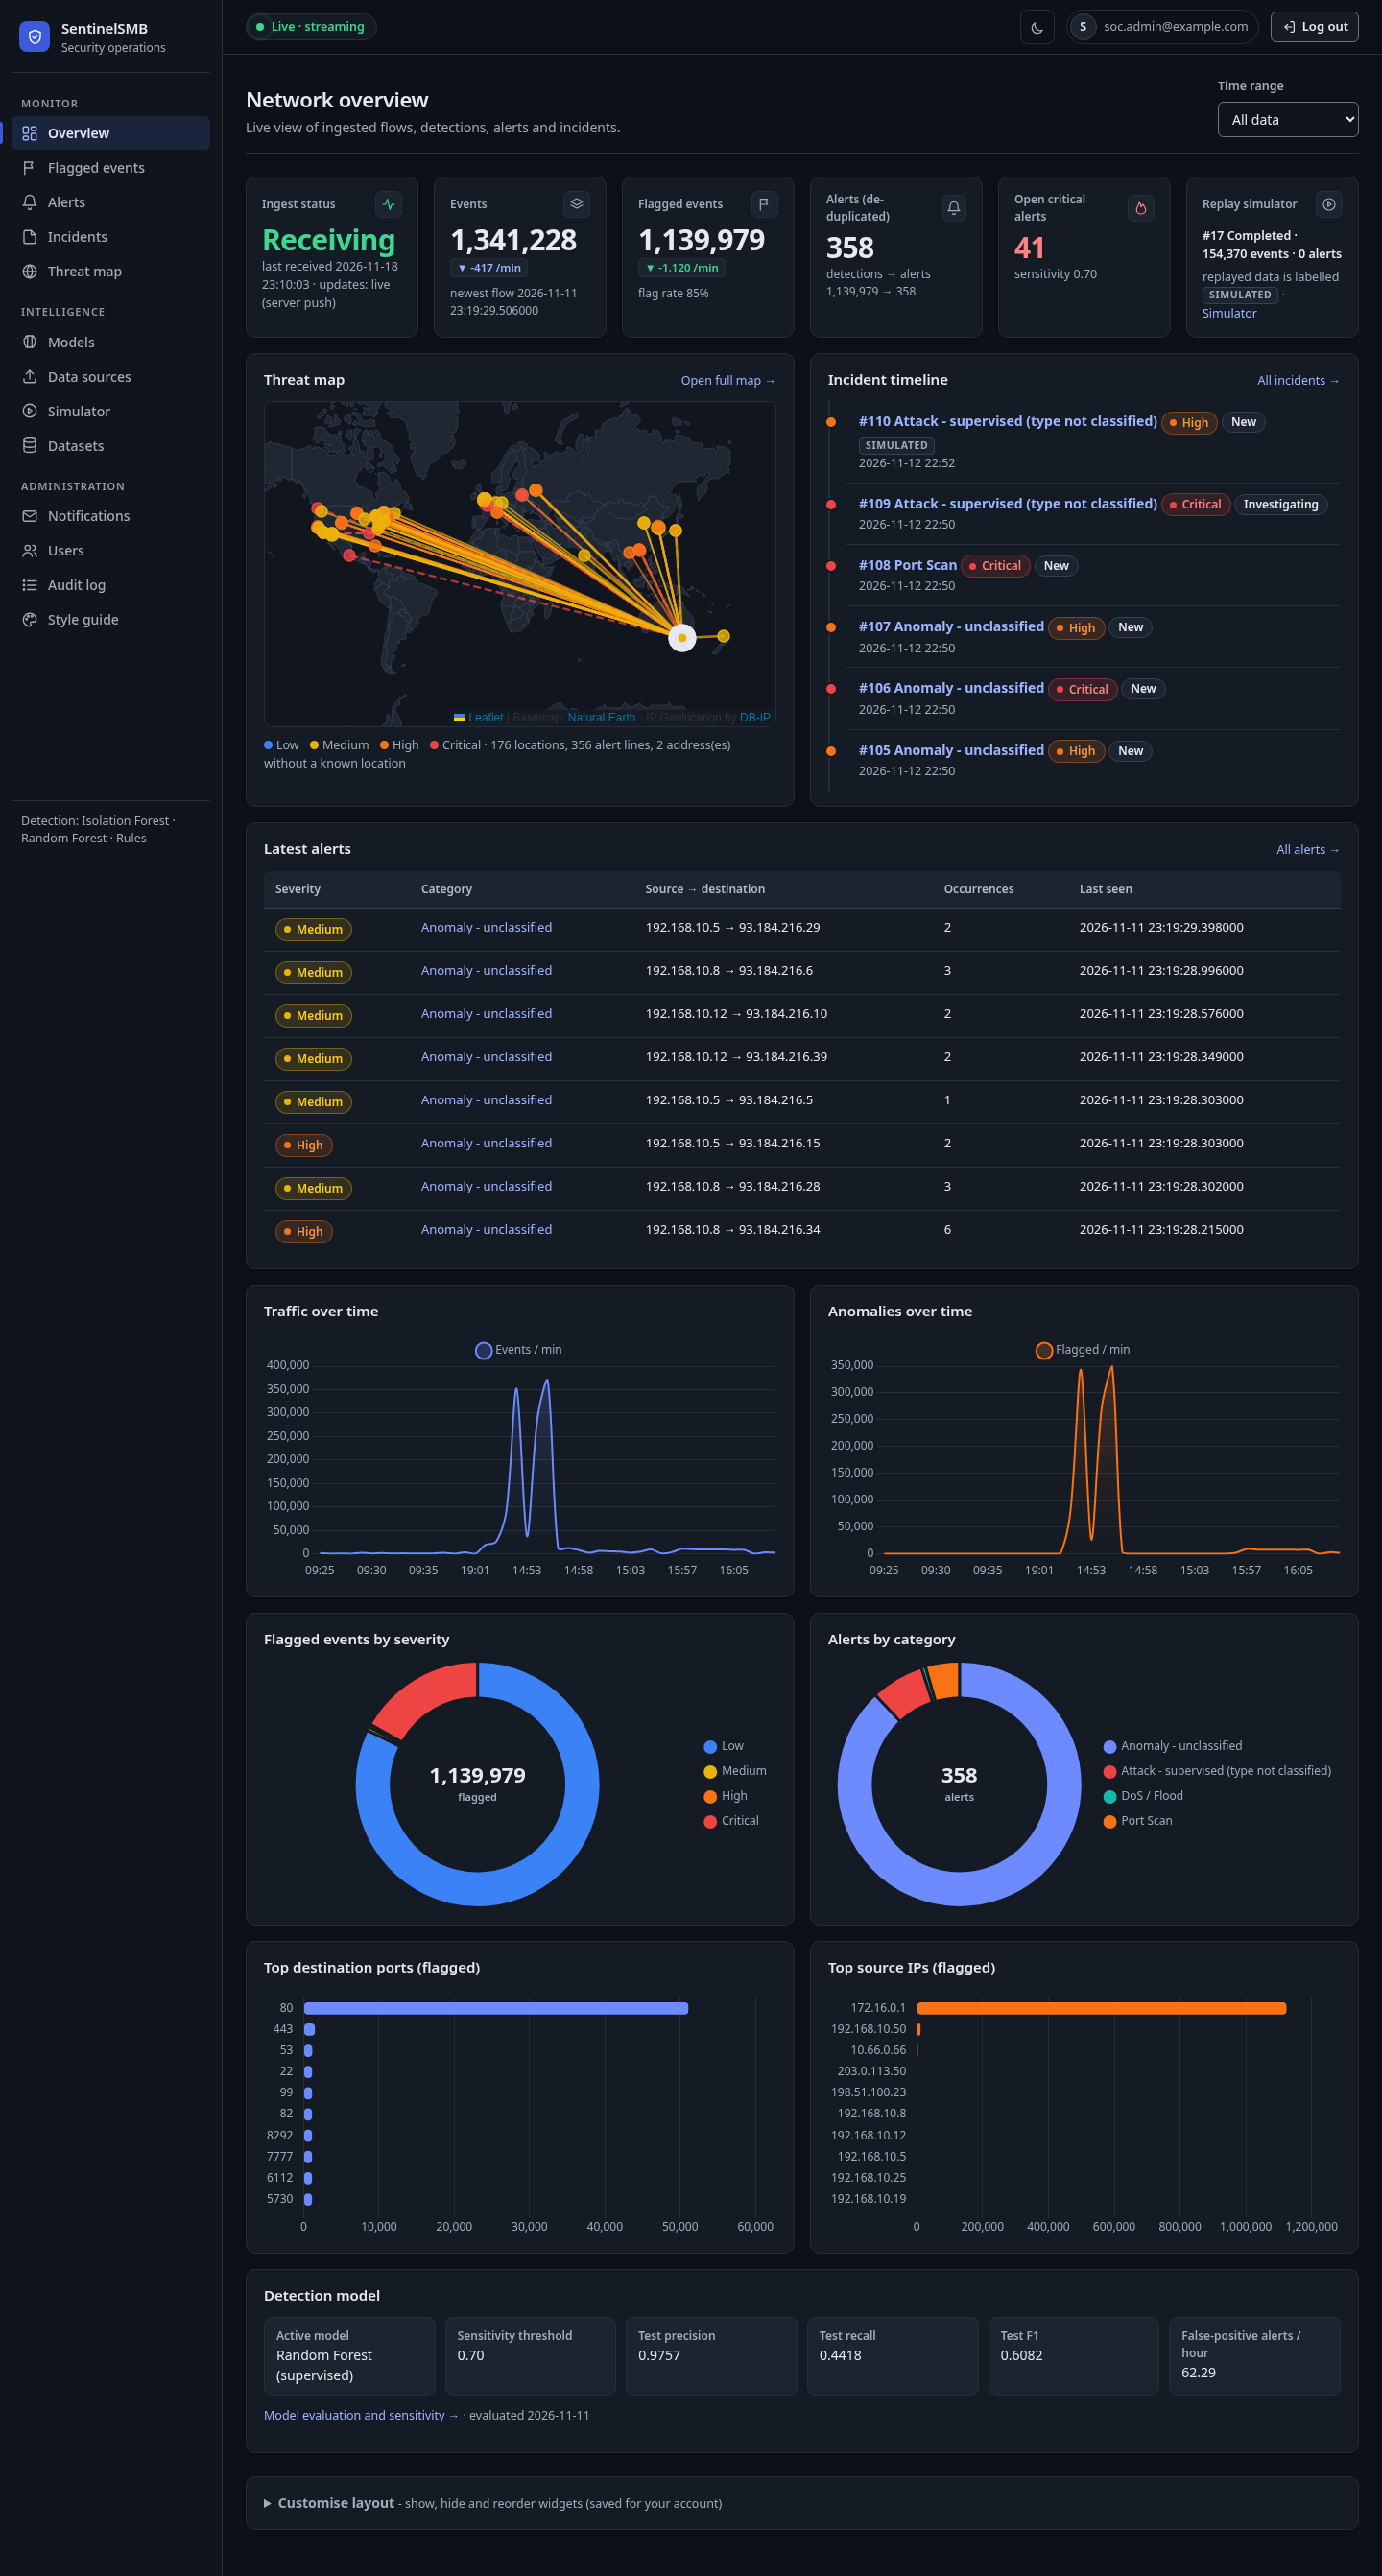 SentinelSMB
Security operations
MONITOR
Overview
Flagged events
Alerts
Incidents
Threat map
INTELLIGENCE
Models
Data sources
Simulator
Datasets
ADMINISTRATION
Notifications
Users
Audit log
Style guide
Detection: Isolation Forest ·
Random Forest · Rules
Live · streaming
S soc.admin@example.com
Log out
Network overview
Live view of ingested flows, detections, alerts and incidents.
Time range
All data
Ingest status
Receiving
last received 2026-11-18
23:10:03 · updates: live
(server push)
Events
1,341,228
▼ -417 /min
newest flow 2026-11-11
23:19:29.506000
Flagged events
1,139,979
▼ -1,120 /min
flag rate 85%
Alerts (de-
duplicated)
358
detections → alerts
1,139,979 → 358
Open critical
alerts
41
sensitivity 0.70
Replay simulator
#17 Completed ·
154,370 events · 0 alerts
replayed data is labelled
SIMULATED ·
Simulator
Threat map
Open full map →
Leaflet | Basemap: Natural Earth · IP Geolocation by DB-IP
Low Medium High Critical · 176 locations, 356 alert lines, 2 address(es)
without a known location
Incident timeline
All incidents →
#110 Attack - supervised (type not classified) High New
SIMULATED
2026-11-12 22:52
#109 Attack - supervised (type not classified) Critical Investigating
2026-11-12 22:50
#108 Port Scan Critical New
2026-11-12 22:50
#107 Anomaly - unclassified High New
2026-11-12 22:50
#106 Anomaly - unclassified Critical New
2026-11-12 22:50
#105 Anomaly - unclassified High New
2026-11-12 22:50
Latest alerts
All alerts →
Severity Category Source → destination Occurrences Last seen
Medium Anomaly - unclassified 192.168.10.5 → 93.184.216.29 2 2026-11-11 23:19:29.398000
Medium Anomaly - unclassified 192.168.10.8 → 93.184.216.6 3 2026-11-11 23:19:28.996000
Medium Anomaly - unclassified 192.168.10.12 → 93.184.216.10 2 2026-11-11 23:19:28.576000
Medium Anomaly - unclassified 192.168.10.12 → 93.184.216.39 2 2026-11-11 23:19:28.349000
Medium Anomaly - unclassified 192.168.10.5 → 93.184.216.5 1 2026-11-11 23:19:28.303000
High Anomaly - unclassified 192.168.10.5 → 93.184.216.15 2 2026-11-11 23:19:28.303000
Medium Anomaly - unclassified 192.168.10.8 → 93.184.216.28 3 2026-11-11 23:19:28.302000
High Anomaly - unclassified 192.168.10.8 → 93.184.216.34 6 2026-11-11 23:19:28.215000
Traffic over time
Events / min
400,000
350,000
300,000
250,000
200,000
150,000
100,000
50,000
0
09:25 09:30 09:35 19:01 14:53 14:58 15:03 15:57 16:05
Anomalies over time
Flagged / min
350,000
300,000
250,000
200,000
150,000
100,000
50,000
0
09:25 09:30 09:35 19:01 14:53 14:58 15:03 15:57 16:05
Flagged events by severity
1,139,979
flagged
Low
Medium
High
Critical
Alerts by category
358
alerts
Anomaly - unclassified
Attack - supervised (type not classified)
DoS / Flood
Port Scan
Top destination ports (flagged)
80
443
53
22
99
82
8292
7777
6112
5730
0 10,000 20,000 30,000 40,000 50,000 60,000
Top source IPs (flagged)
172.16.0.1
192.168.10.50
10.66.0.66
203.0.113.50
198.51.100.23
192.168.10.8
192.168.10.12
192.168.10.5
192.168.10.25
192.168.10.19
0 200,000 400,000 600,000 800,000 1,000,000 1,200,000
Detection model
Active model
Random Forest
(supervised)
Sensitivity threshold
0.70
Test precision
0.9757
Test recall
0.4418
Test F1
0.6082
False-positive alerts /
hour
62.29
Model evaluation and sensitivity → · evaluated 2026-11-11
▶ Customise layout - show, hide and reorder widgets (saved for your account)